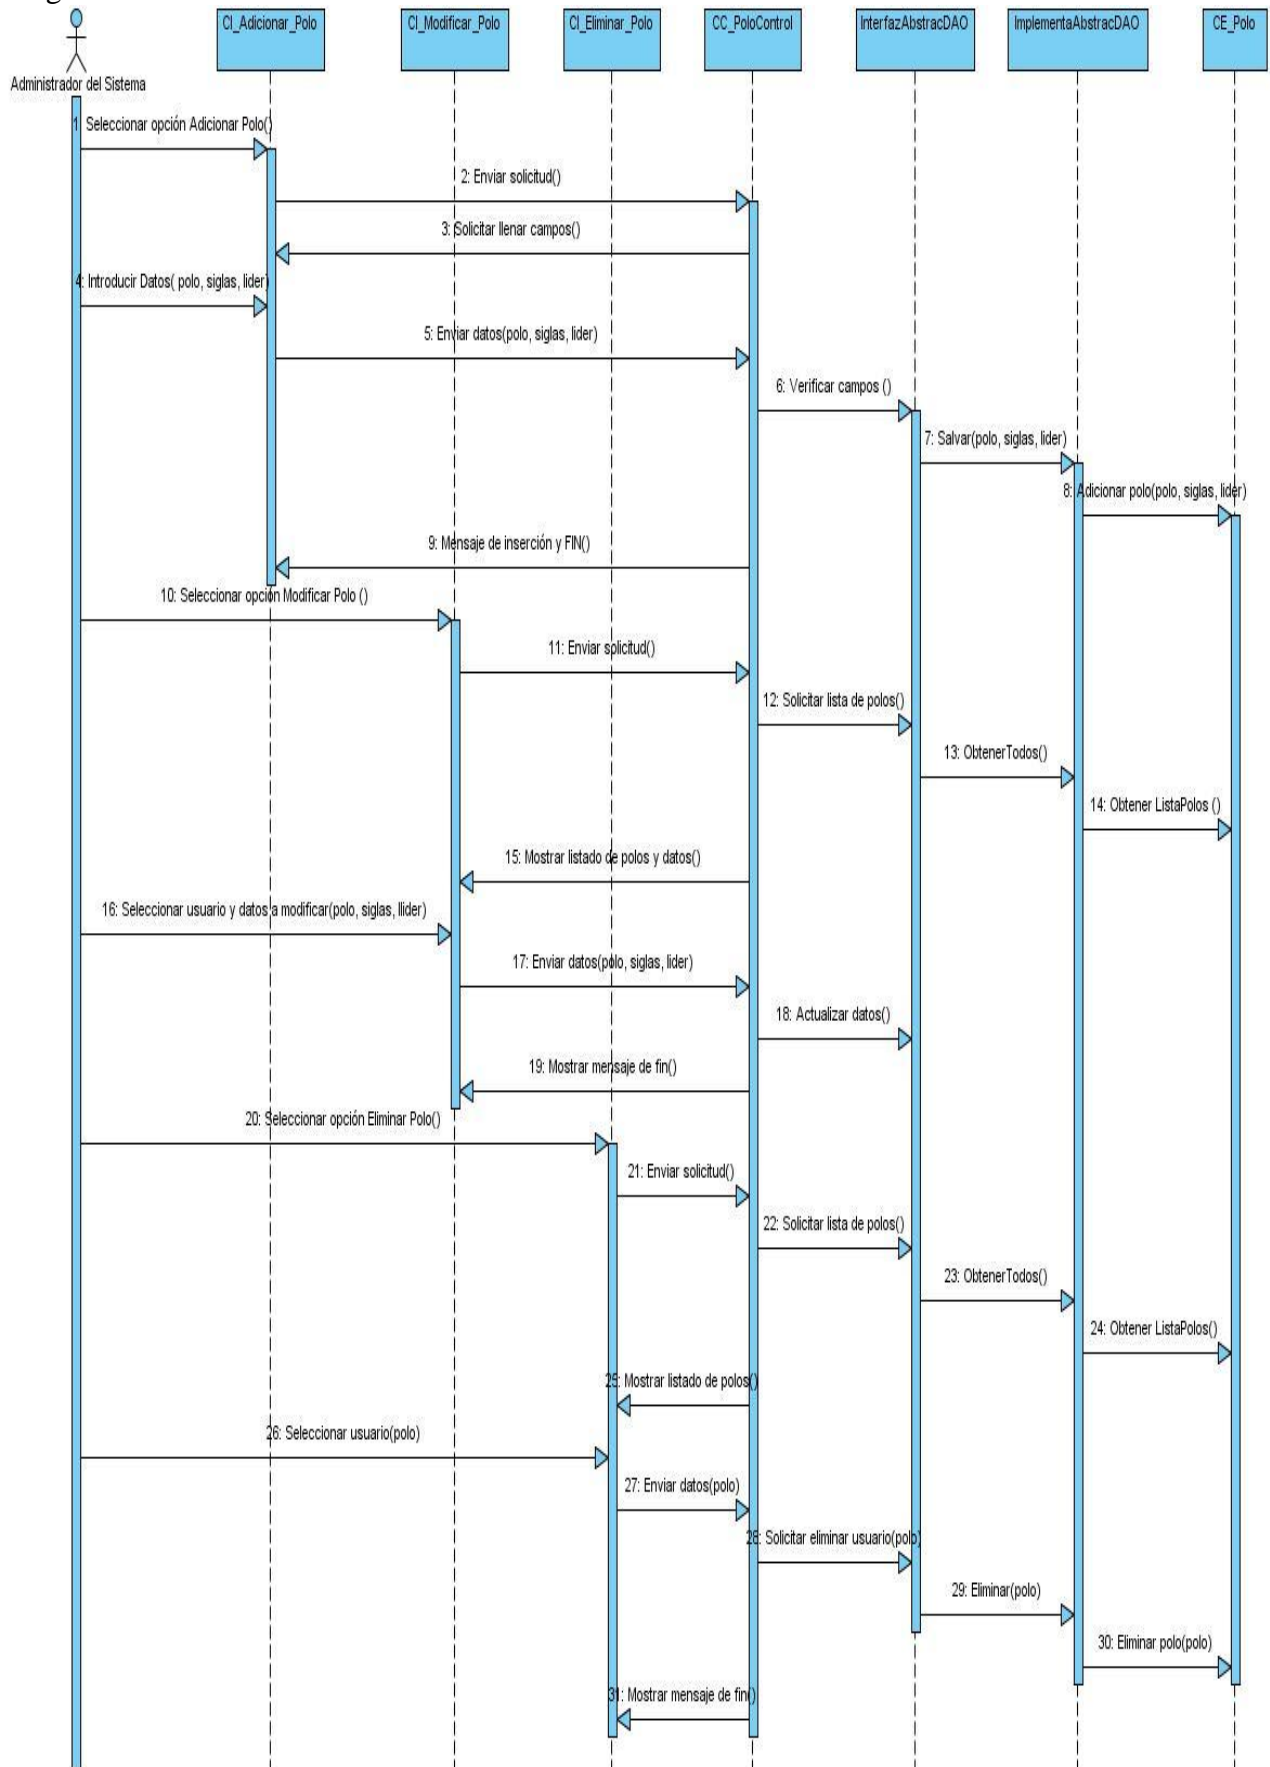 CI_Adicionar_Polo
CI_Modificar_Polo
CI_Eliminar_Polo
CC_PoloControl
InterfazAbstracDAO
ImplementaAbstracDAO
CE_Polo
Administrador del Sistema
1 Seleccionar opción Adicionar Polo()
2: Enviar solicitud()
3: Solicitar llenar campos()
4: Introducir Datos( polo, siglas, lider)
5: Enviar datos(polo, siglas, lider)
6: Verificar campos ()
7: Salvar(polo, siglas, lider)
8: Adicionar polo(polo, siglas, lider)
9: Mensaje de inserción y FIN()
10: Seleccionar opción Modificar Polo ()
11: Enviar solicitud()
12: Solicitar lista de polos()
13: ObtenerTodos()
14: Obtener ListaPolos ()
15: Mostrar listado de polos y datos()
16: Seleccionar usuario y datos a modificar(polo, siglas, llider)
17: Enviar datos(polo, siglas, lider)
18: Actualizar datos()
19: Mostrar mensaje de fin()
20: Seleccionar opción Eliminar Polo()
21: Enviar solicitud()
22: Solicitar lista de polos()
23: ObtenerTodos()
24: Obtener ListaPolos()
25: Mostrar listado de polos()
26: Seleccionar usuario(polo)
27: Enviar datos(polo)
28: Solicitar eliminar usuario(polo)
29: Eliminar(polo)
30: Eliminar polo(polo)
31: Mostrar mensaje de fin()